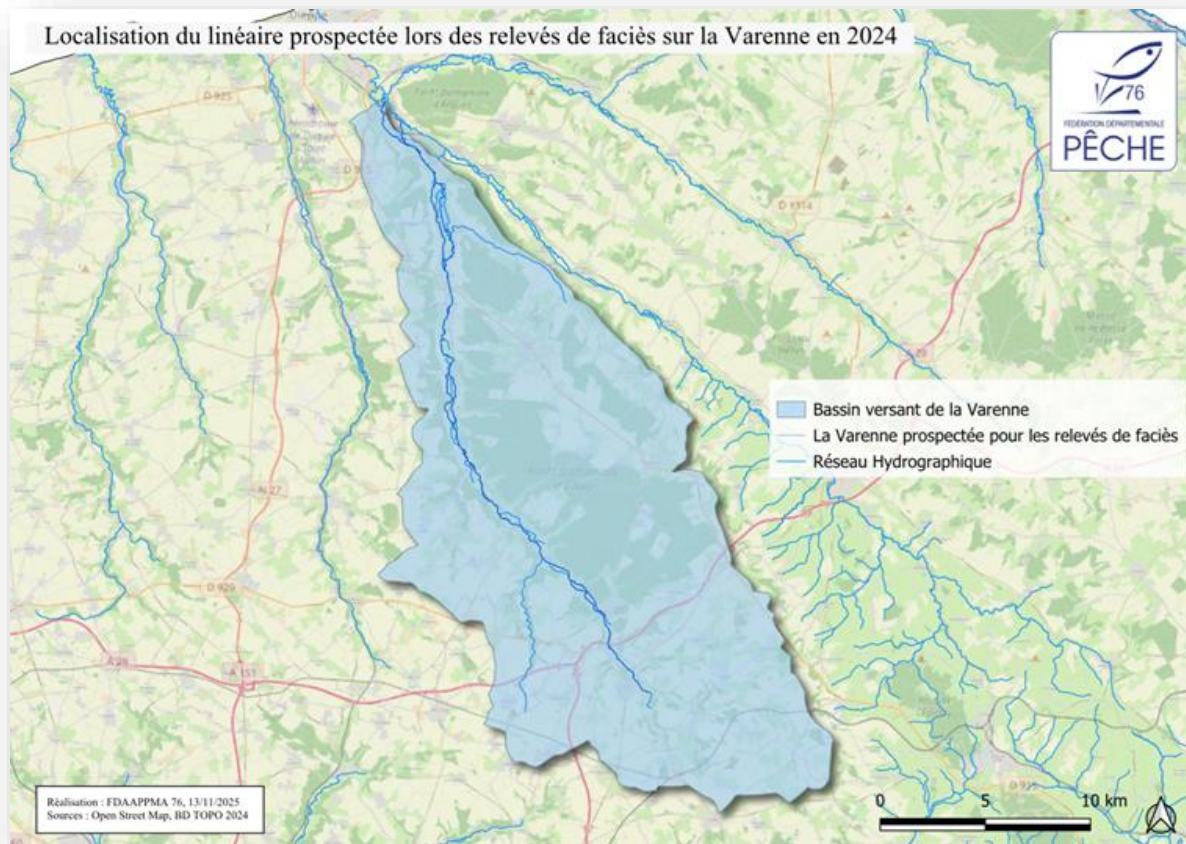 Localisation du linéaire prospectée lors des relevés de faciès sur la Varenne en 2024
76
FÉDÉRATION DÉPARTEMENTALE
PÊCHE
D 925
D 1314
Bassin versant de la Varenne
La Varenne prospectée pour les relevés de faciès
Réseau Hydrographique
N 27
D 929
A 29
A 151
D 915
0 5 10 km
Réalisation : FDAAPPMA 76, 13/11/2025
Sources : Open Street Map, BD TOPO 2024